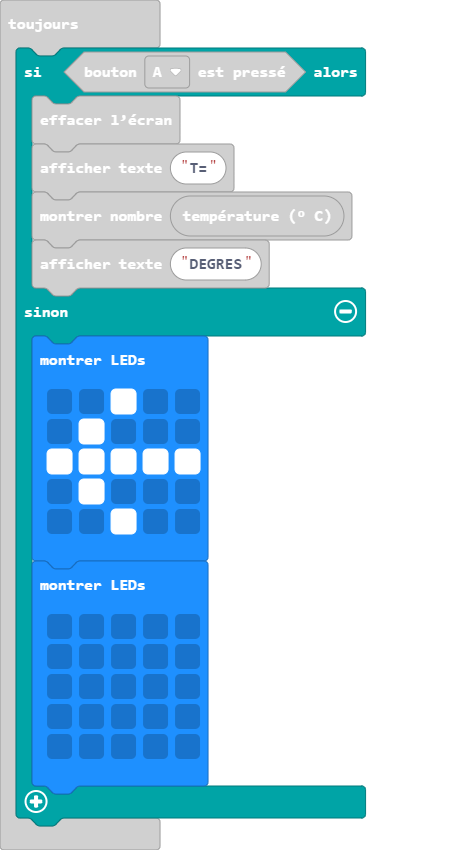 toujours
si bouton A est pressé alors
effacer l'écran
afficher texte "T="
montrer nombre température (° C)
afficher texte "DEGRES"
sinon
montrer LEDs
montrer LEDs